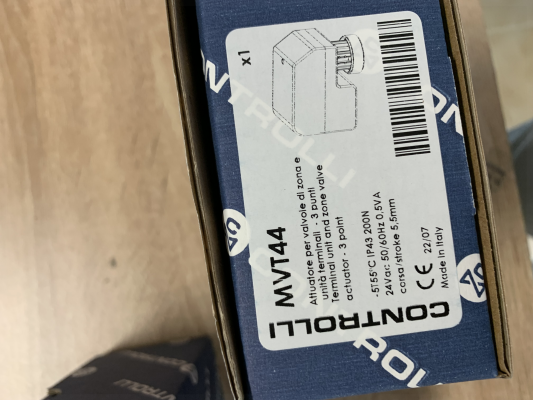 CONTROLLI
MVT44
x1
Attuatore per valvole di zona e
unità terminali - 3 punti
Terminal unit and zone valve
actuator - 3 point
-5T55°C IP43 200N
24Vac 50/60Hz 0,5VA
corsa/stroke 5,5mm
CE 22/07
Made in Italy
CONTROLLI
CONTROLLI